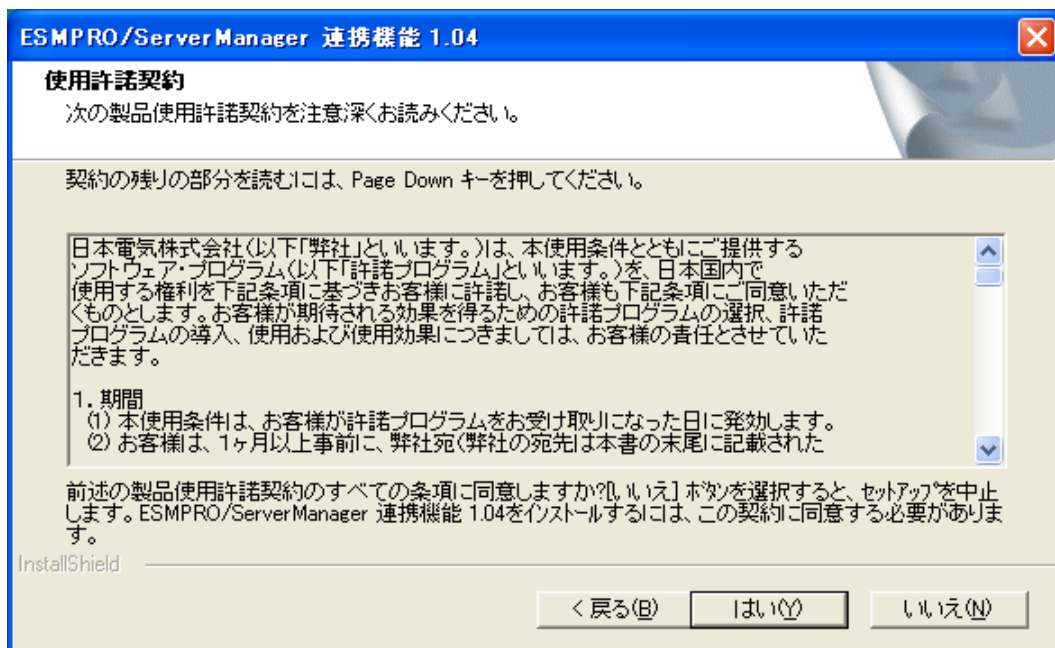 ESMPRO/ServerManager 連携機能 1.04
使用許諾契約
次の製品使用許諾契約を注意深くお読みください。
契約の残りの部分を読むには、Page Down キーを押してください。
日本電気株式会社(以下「弊社」といいます。)は、本使用条件とともにご提供する
ソフトウェア・プログラム(以下「許諾プログラム」といいます。)を、日本国内で
使用する権利を下記条項に基づきお客様に許諾し、お客様も下記条項にご同意いただ
くものとします。お客様が期待される効果を得るための許諾プログラムの選択、許諾
プログラムの導入、使用および使用効果につきましては、お客様の責任とさせていた
だきます。
1. 期間
(1) 本使用条件は、お客様が許諾プログラムをお受け取りになった日に発効します。
(2) お客様は、1ヶ月以上事前に、弊社宛(弊社の宛先は本書の末尾に記載された
前述の製品使用許諾契約のすべての条項に同意しますか?[いいえ] ボタンを選択すると、セットアップを中止
します。ESMPRO/ServerManager 連携機能 1.04をインストールするには、この契約に同意する必要がありま
す。
InstallShield
< 戻る(B)
はい(Y)
いいえ(N)